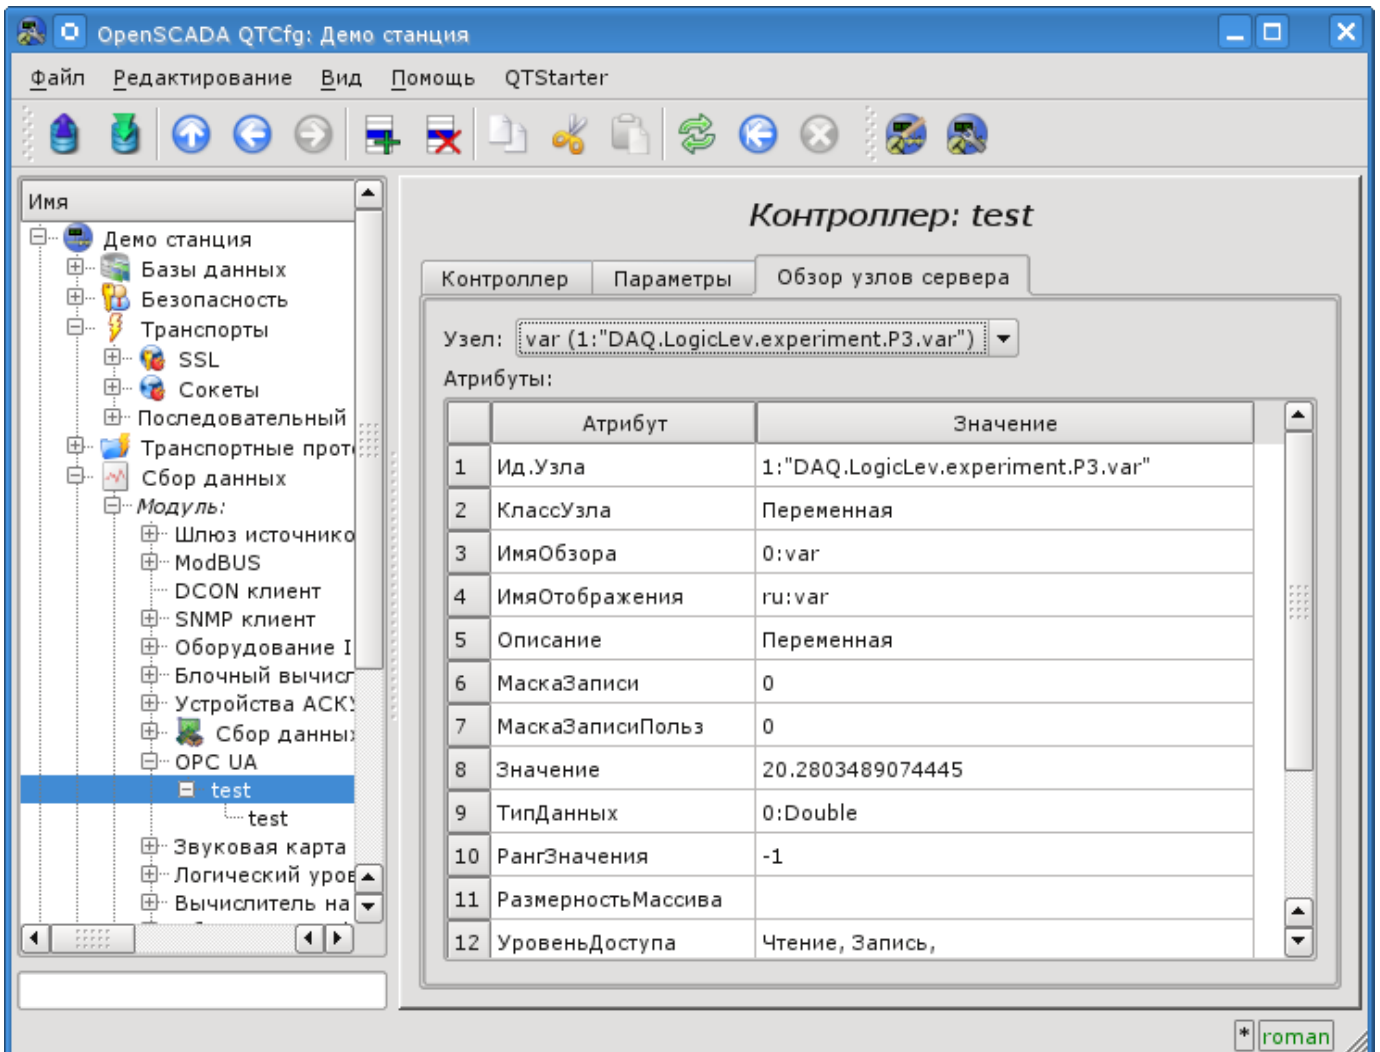 OpenSCADA QTCfg: Демо станция
Файл Редактирование Вид Помощь QTStarter
Имя
Демо станция
Базы данных
Безопасность
Транспорты
SSL
Сокеты
Последовательный
Транспортные прот
Сбор данных
Модуль:
Шлюз источнико
ModBUS
DCON клиент
SNMP клиент
Оборудование I
Блочный вычисл
Устройства АСКУ
Сбор данны
OPC UA
test
test
Звуковая карта
Логический уров
Вычислитель на
Контроллер: test
Контроллер Параметры Обзор узлов сервера
Узел: var (1:"DAQ.LogicLev.experiment.P3.var")
Атрибуты:
Атрибут Значение
1 Ид.Узла 1:"DAQ.LogicLev.experiment.P3.var"
2 КлассУзла Переменная
3 ИмяОбзора 0:var
4 ИмяОтображения ru:var
5 Описание Переменная
6 МаскаЗаписи 0
7 МаскаЗаписиПольз 0
8 Значение 20.2803489074445
9 ТипДанных 0:Double
10 РангЗначения -1
11 РазмерностьМассива
12 УровеньДоступа Чтение, Запись,
* roman